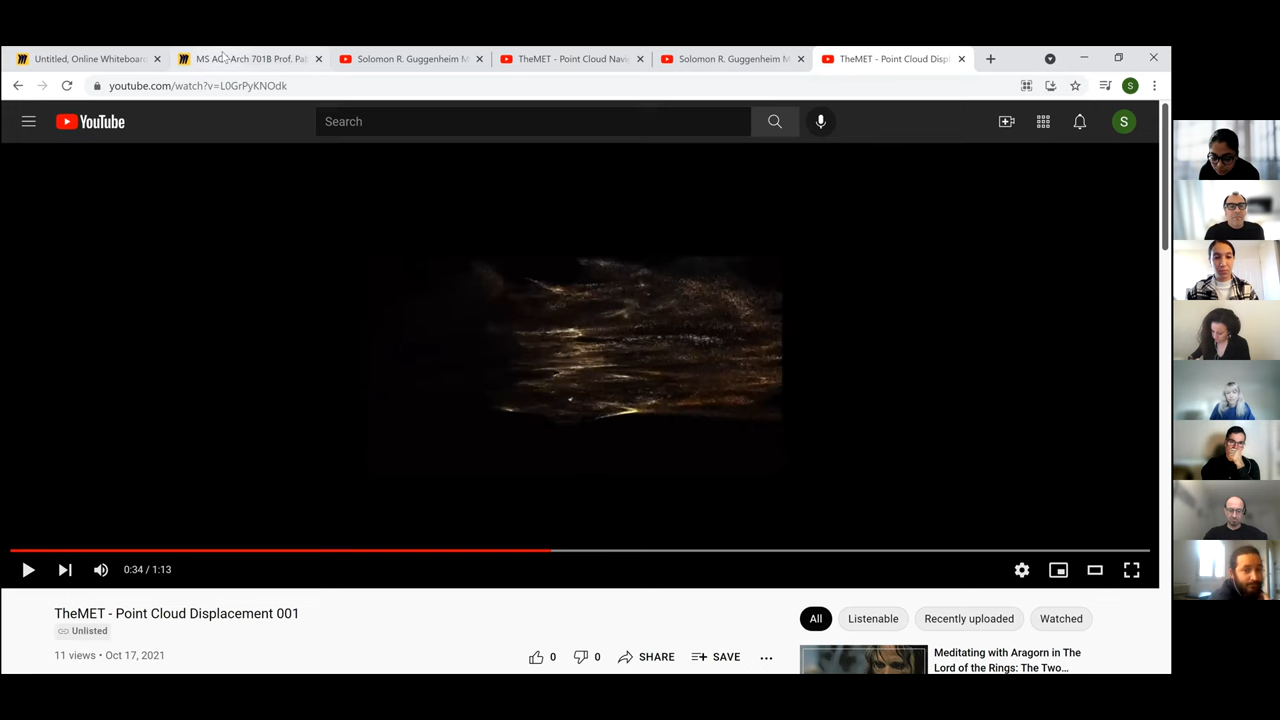 Untitled, Online Whiteboard
MS AC Arch 701B Prof. Pa
Solomon R. Guggenheim M
TheMET - Point Cloud Navi
Solomon R. Guggenheim M
TheMET - Point Cloud Disp
youtube.com/watch?v=L0GrPyKNOdk
S
YouTube
Search
S
0:34 / 1:13
TheMET - Point Cloud Displacement 001
Unlisted
11 views • Oct 17, 2021
0
0
SHARE
SAVE
All
Listenable
Recently uploaded
Watched
Meditating with Aragorn in The
Lord of the Rings: The Two...